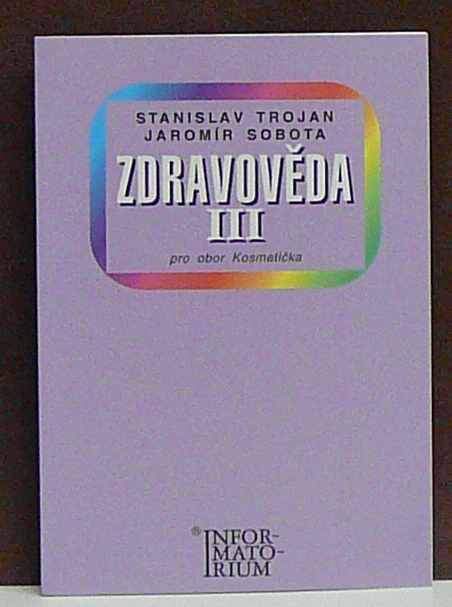 STANISLAV TROJAN
JAROMÍR SOBOTA
ZDRAVOVĚDA
III
pro obor Kosmetička
® INFOR-
MATO-
RIUM